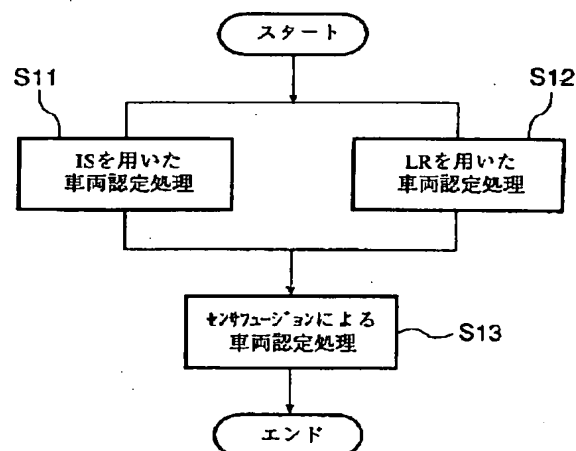 スタート
S11
S12
ISを用いた
車両認定処理
LRを用いた
車両認定処理
ｾﾝｻﾌｭｰｼﾞｮﾝによる
車両認定処理
S13
エンド